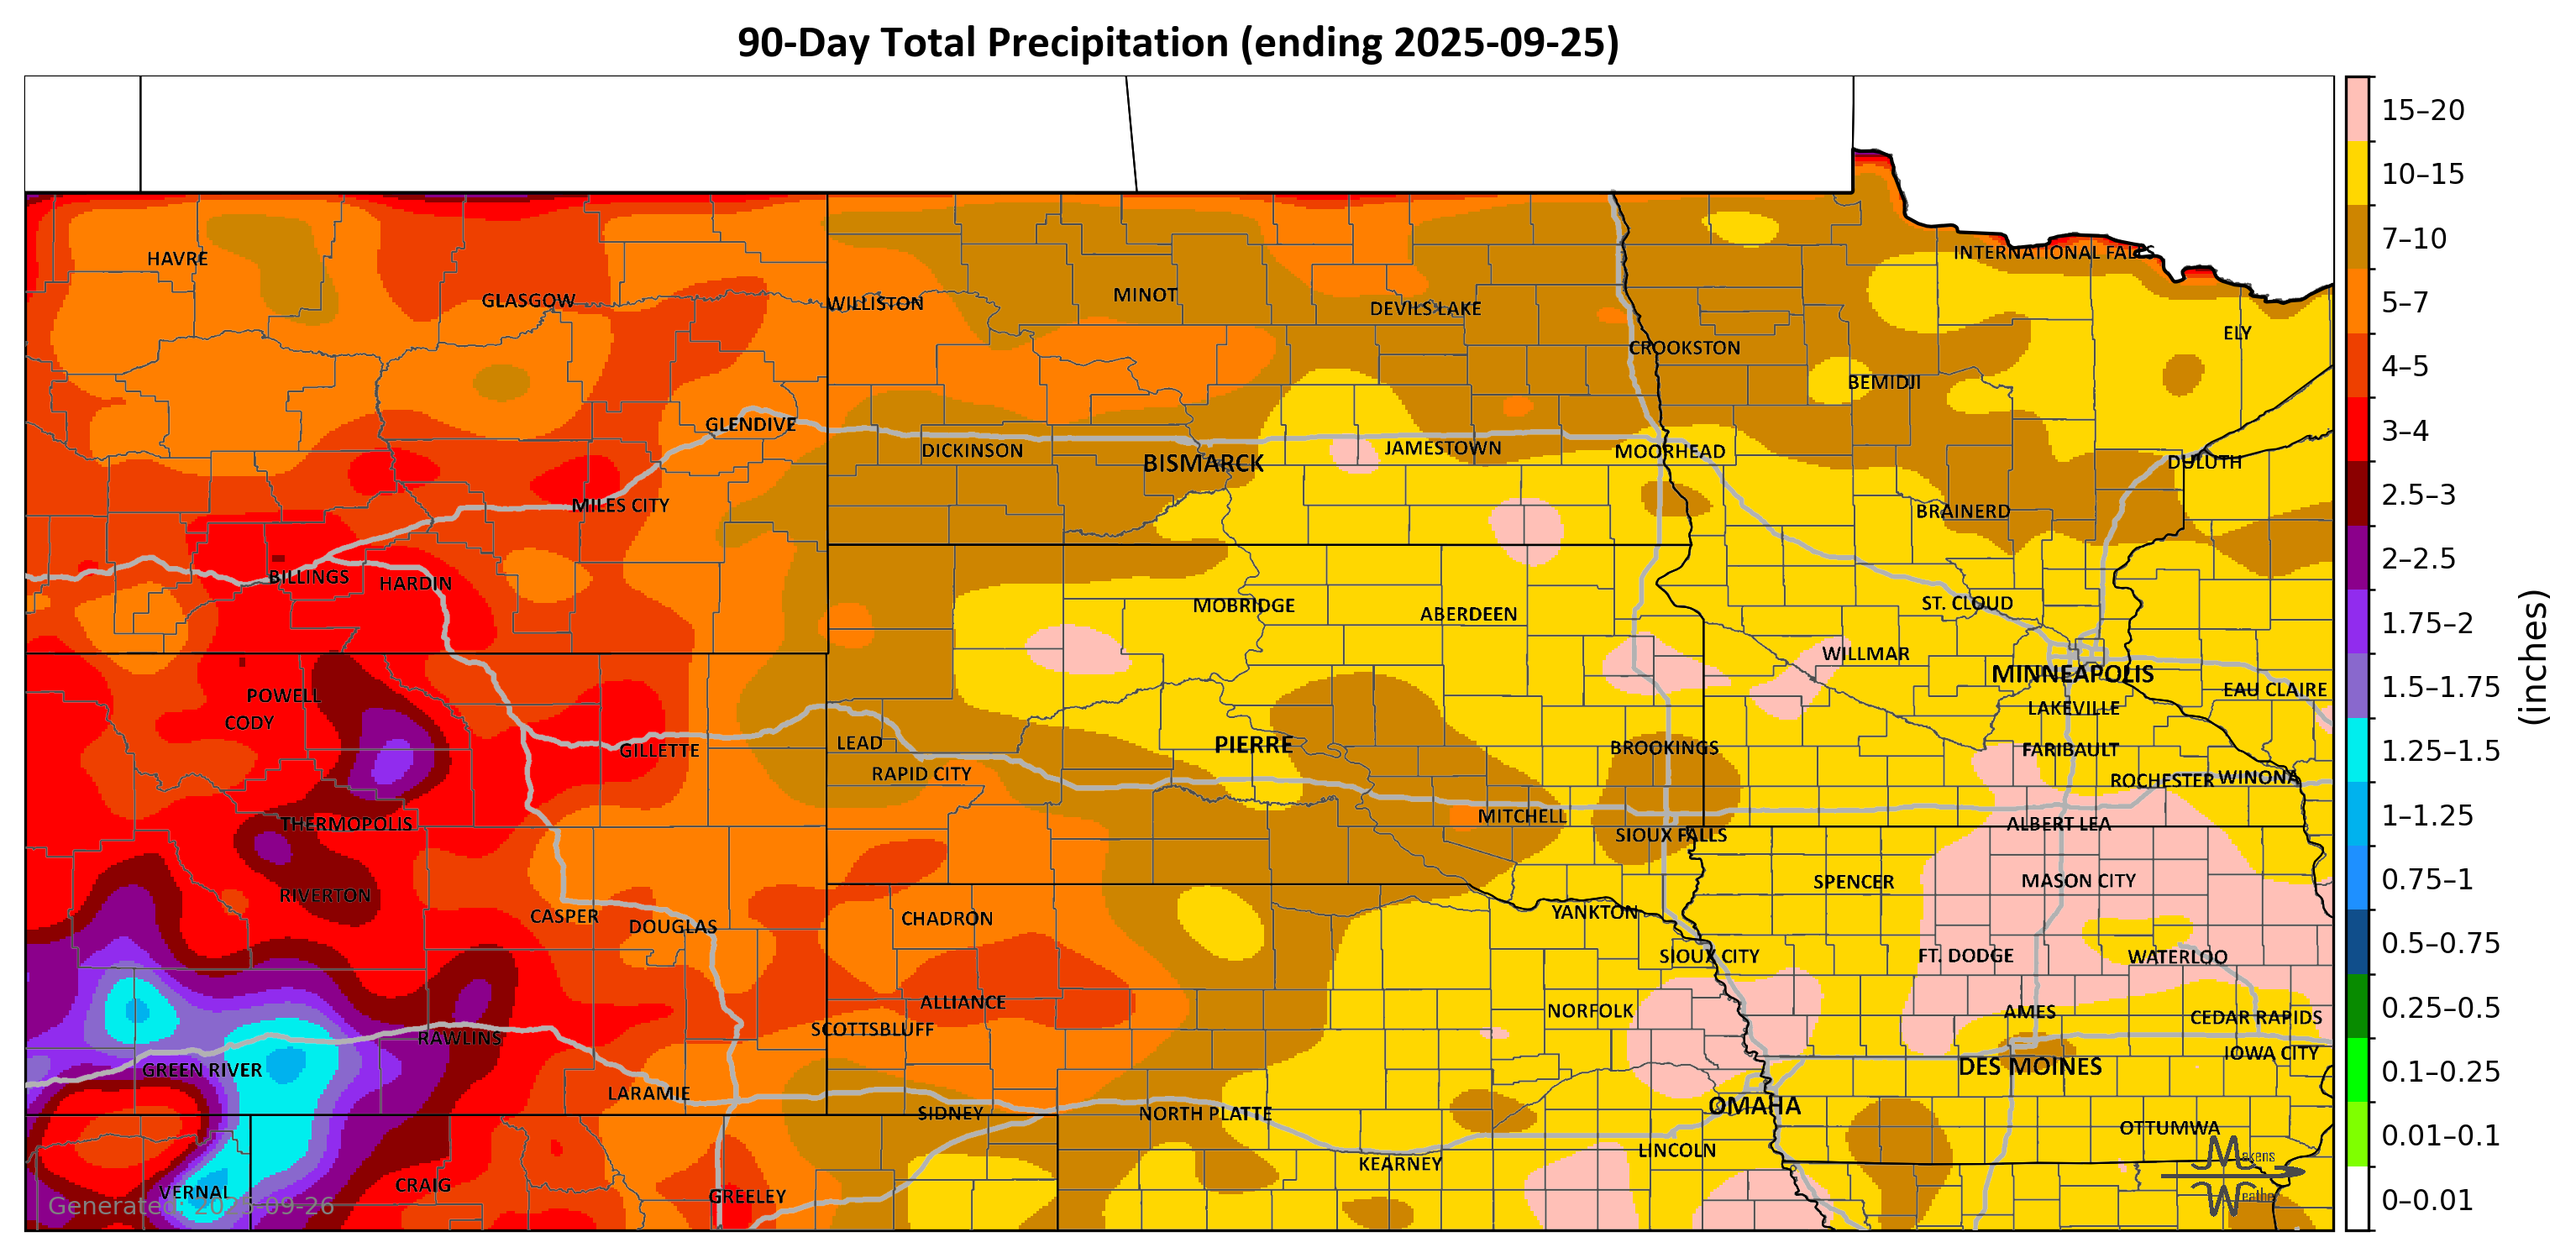 90-Day Total Precipitation (ending 2025-09-25)
15–20
10–15
INTERNATIONAL FALLS
7–10
HAVRE
GLASGOW
WILLISTON
MINOT
DEVILS LAKE
5–7
ELY
CROOKSTON
BEMIDJI
4–5
GLENDIVE
DICKINSON
BISMARCK
JAMESTOWN
MOORHEAD
DULUTH
3–4
MILES CITY
BRAINERD
2.5–3
BILLINGS
HARDIN
2–2.5
MOBRIDGE
ABERDEEN
ST. CLOUD
1.75–2
(inches)
WILLMAR
MINNEAPOLIS
POWELL
CODY
EAU CLAIRE
1.5–1.75
LAKEVILLE
GILLETTE
LEAD
RAPID CITY
PIERRE
BROOKINGS
FARIBAULT
1.25–1.5
ROCHESTER
WINONA
THERMOPOLIS
MITCHELL
SIOUX FALLS
ALBERT LEA
1–1.25
RIVERTON
SPENCER
MASON CITY
0.75–1
CASPER
DOUGLAS
CHADRON
YANKTON
SIOUX CITY
FT. DODGE
WATERLOO
0.5–0.75
ALLIANCE
NORFOLK
AMES
CEDAR RAPIDS
0.25–0.5
SCOTTSBLUFF
RAWLINS
IOWA CITY
GREEN RIVER
DES MOINES
0.1–0.25
LARAMIE
SIDNEY
NORTH PLATTE
OMAHA
OTTUMWA
0.01–0.1
KEARNEY
LINCOLN
Makens
Weather
VERNAL
CRAIG
GREELEY
Generated: 2025-09-26
0–0.01